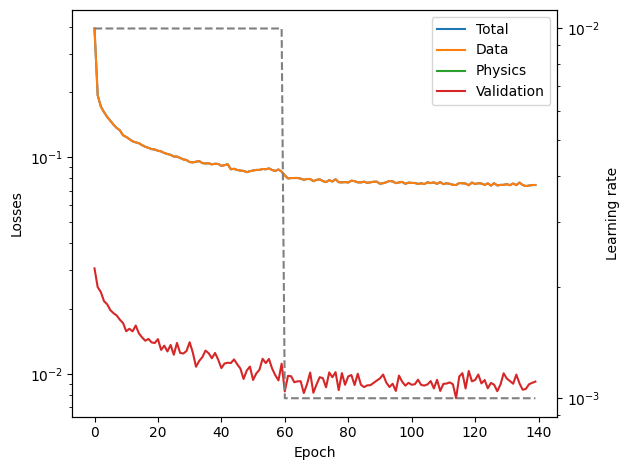 Total
Data
Physics
Validation
10⁻¹
10⁻²
Losses
10⁻²
10⁻³
Learning rate
0 20 40 60 80 100 120 140
Epoch